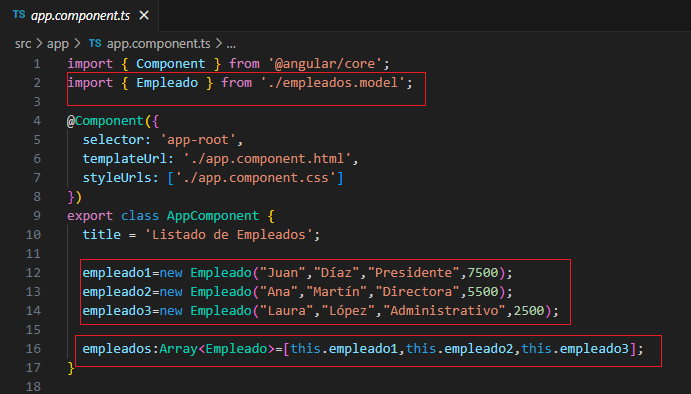 TS app.component.ts ×
src > app > TS app.component.ts > ...
1 import { Component } from '@angular/core';
2 import { Empleado } from './empleados.model';
3
4 @Component({
5 selector: 'app-root',
6 templateUrl: './app.component.html',
7 styleUrls: ['./app.component.css']
8 })
9 export class AppComponent {
10 title = 'Listado de Empleados';
11
12 empleado1=new Empleado("Juan","Díaz","Presidente",7500);
13 empleado2=new Empleado("Ana","Martín","Directora",5500);
14 empleado3=new Empleado("Laura","López","Administrativo",2500);
15
16 empleados:Array<Empleado>=[this.empleado1,this.empleado2,this.empleado3];
17 }
18